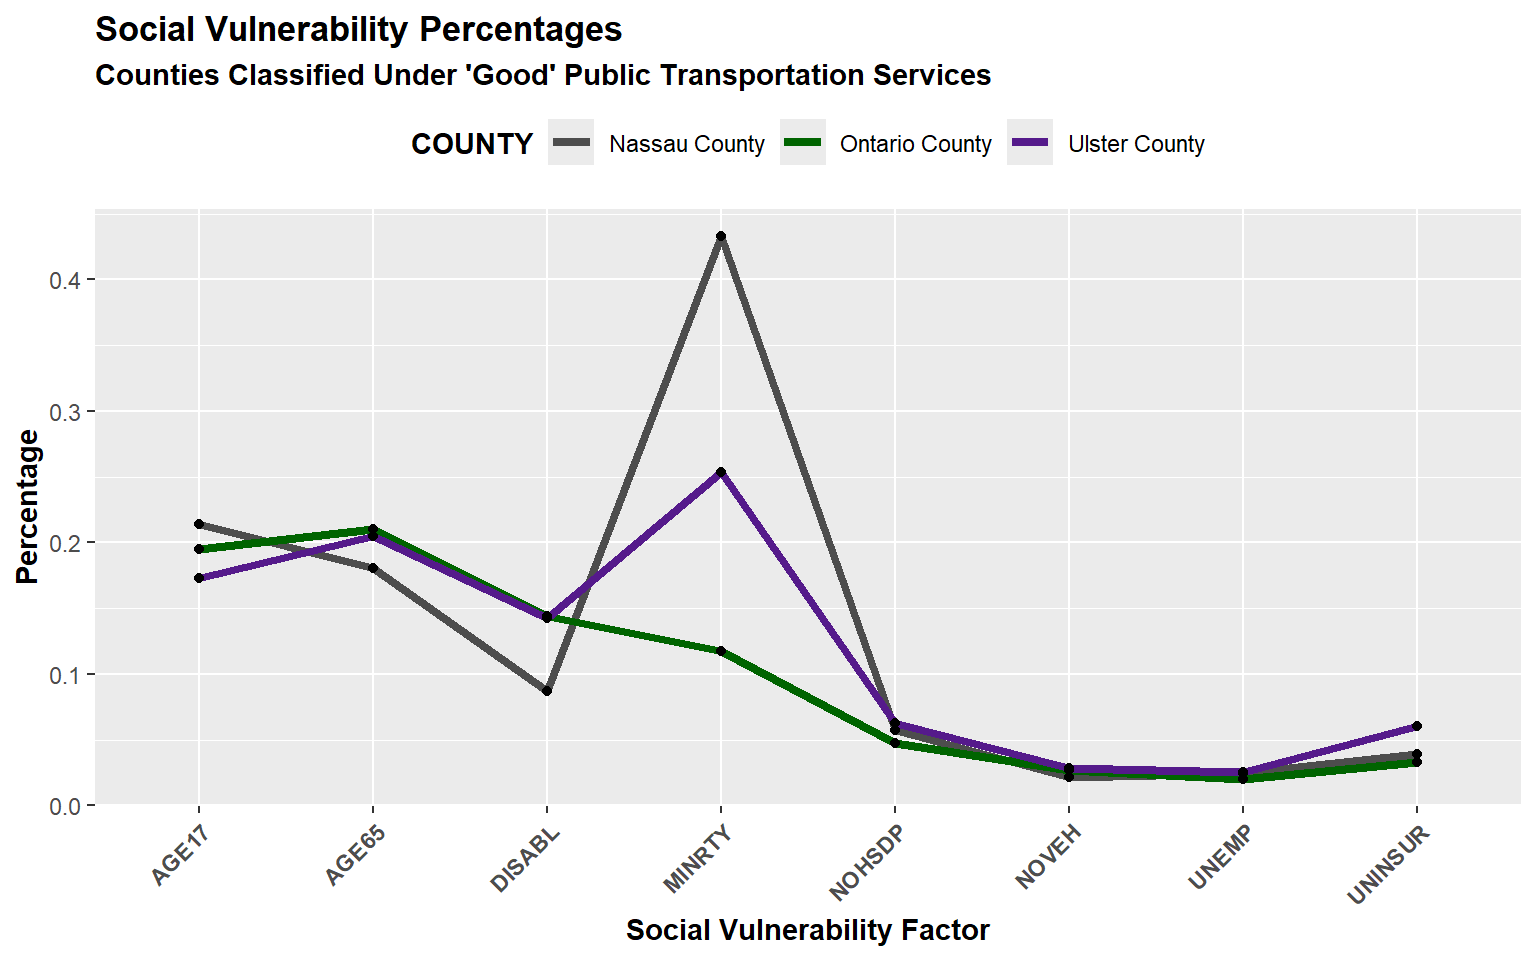 Social Vulnerability Percentages
Counties Classified Under 'Good' Public Transportation Services
COUNTY Nassau County Ontario County Ulster County
Percentage
0.4
0.3
0.2
0.1
0.0
AGE17 AGE65 DISABL MINRTY NOHSDP NOVEH UNEMP UNINSUR
Social Vulnerability Factor